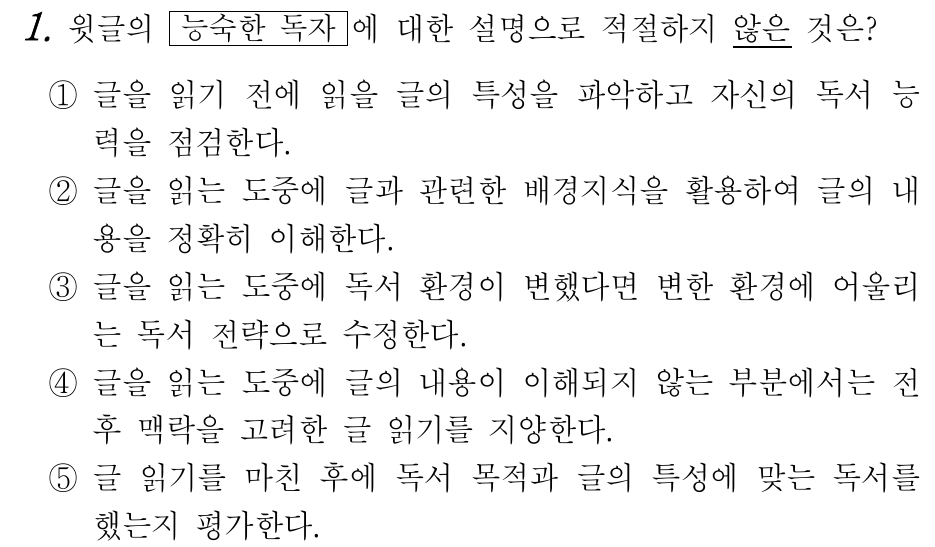 1. 윗글의 능숙한 독자에 대한 설명으로 적절하지 않은 것은?
① 글을 읽기 전에 읽을 글의 특성을 파악하고 자신의 독서 능
력을 점검한다.
② 글을 읽는 도중에 글과 관련한 배경지식을 활용하여 글의 내
용을 정확히 이해한다.
③ 글을 읽는 도중에 독서 환경이 변했다면 변한 환경에 어울리
는 독서 전략으로 수정한다.
④ 글을 읽는 도중에 글의 내용이 이해되지 않는 부분에서는 전
후 맥락을 고려한 글 읽기를 지양한다.
⑤ 글 읽기를 마친 후에 독서 목적과 글의 특성에 맞는 독서를
했는지 평가한다.